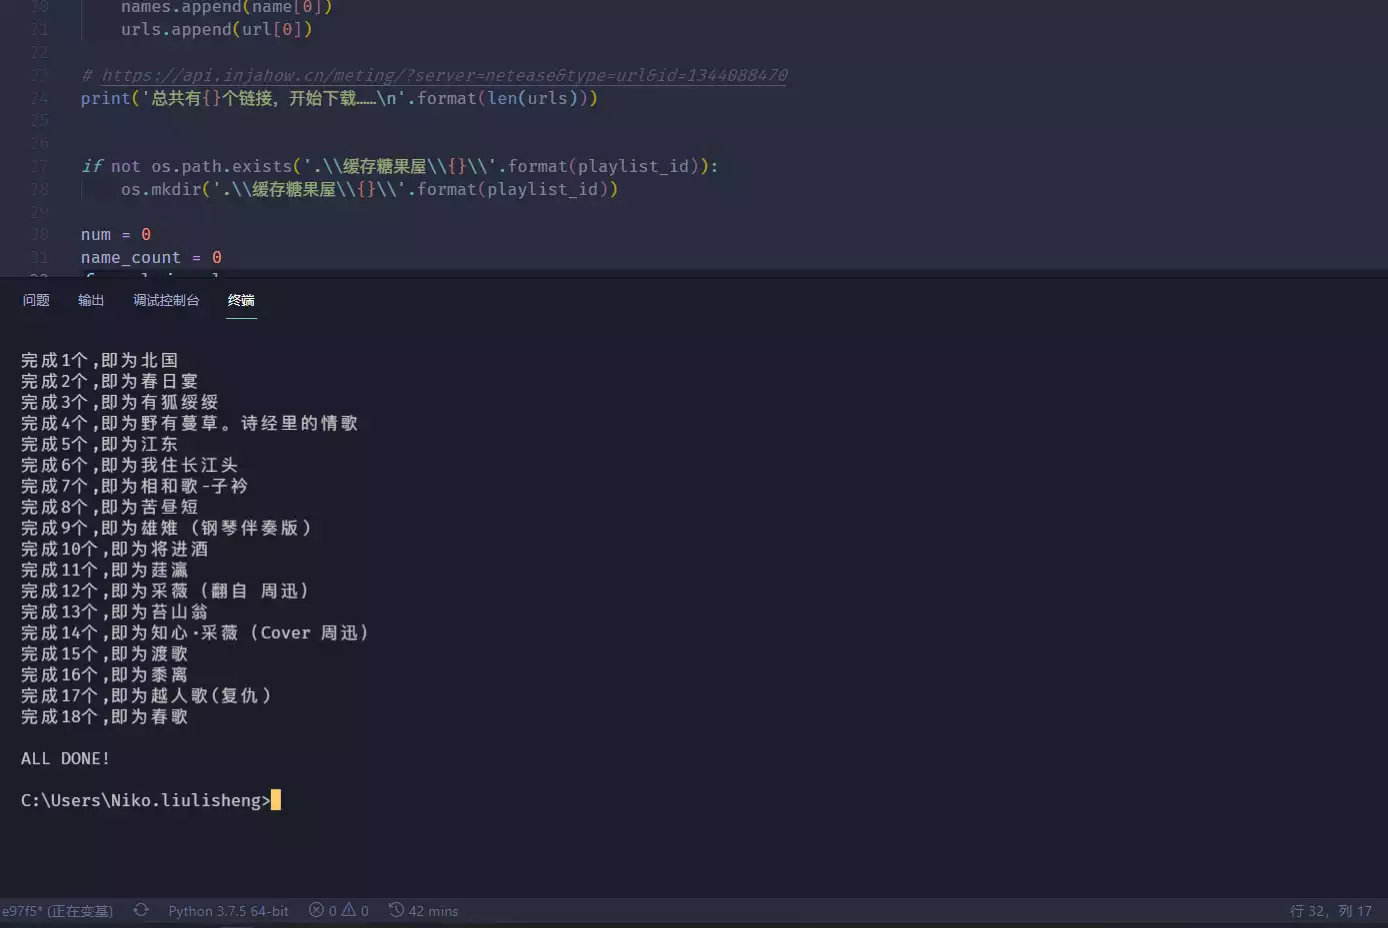 30 names.append(name[0])
21 urls.append(url[0])
22
23 # https://api.injahow.cn/meting/?server=netease&type=url&id=1344088470
24 print('总共有{}个链接，开始下载……\n'.format(len(urls)))
25
26
27 if not os.path.exists('.\\缓存糖果屋\\{}\\'.format(playlist_id)):
28 os.mkdir('.\\缓存糖果屋\\{}\\'.format(playlist_id))
29
30 num = 0
31 name_count = 0
问题 输出 调试控制台 终端
完成1个,即为北国
完成2个,即为春日宴
完成3个,即为有狐绥绥
完成4个,即为野有蔓草。诗经里的情歌
完成5个,即为江东
完成6个,即为我住长江头
完成7个,即为相和歌-子衿
完成8个,即为苦昼短
完成9个,即为雄雉（钢琴伴奏版）
完成10个,即为将进酒
完成11个,即为莛瀛
完成12个,即为采薇（翻自 周迅）
完成13个,即为苔山翁
完成14个,即为知心·采薇（Cover 周迅）
完成15个,即为渡歌
完成16个,即为黍离
完成17个,即为越人歌(复仇)
完成18个,即为春歌
ALL DONE!
C:\Users\Niko.liulisheng>
e97f5* (正在变基) Python 3.7.5 64-bit 0 0 42 mins 行 32，列 17